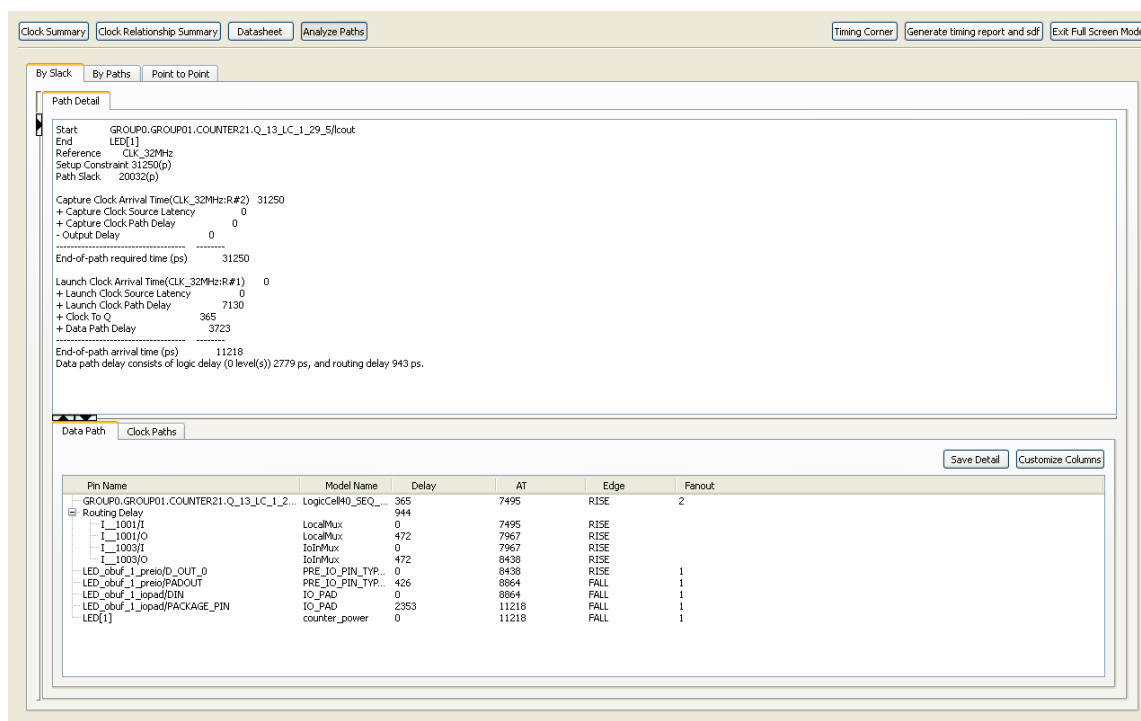 Clock Summary Clock Relationship Summary Datasheet Analyze Paths Timing Corner Generate timing report and sdf Exit Full Screen Mode
By Slack By Paths Point to Point
Path Detail
Start GROUP0.GROUP01.COUNTER21.Q_13_LC_1_29_5/lcout
End LED[1]
Reference CLK_32MHz
Setup Constraint 31250(p)
Path Slack 20032(p)
Capture Clock Arrival Time(CLK_32MHz:R#2) 31250
+ Capture Clock Source Latency 0
+ Capture Clock Path Delay 0
- Output Delay 0
------------------------------------ --------
End-of-path required time (ps) 31250
Launch Clock Arrival Time(CLK_32MHz:R#1) 0
+ Launch Clock Source Latency 0
+ Launch Clock Path Delay 7130
+ Clock To Q 365
+ Data Path Delay 3723
------------------------------------ --------
End-of-path arrival time (ps) 11218
Data path delay consists of logic delay (0 level(s)) 2779 ps, and routing delay 943 ps.
Data Path Clock Paths
Save Detail Customize Columns
Pin Name Model Name Delay AT Edge Fanout
GROUP0.GROUP01.COUNTER21.Q_13_LC_1_2... LogicCell40_SEQ_... 365 7495 RISE 2
Routing Delay 944
I__1001/I LocalMux 0 7495 RISE
I__1001/O LocalMux 472 7967 RISE
I__1003/I IoInMux 0 7967 RISE
I__1003/O IoInMux 472 8438 RISE
LED_obuf_1_preio/D_OUT_0 PRE_IO_PIN_TYP... 0 8438 RISE 1
LED_obuf_1_preio/PADOUT PRE_IO_PIN_TYP... 426 8864 FALL 1
LED_obuf_1_iopad/DIN IO_PAD 0 8864 FALL 1
LED_obuf_1_iopad/PACKAGE_PIN IO_PAD 2353 11218 FALL 1
LED[1] counter_power 0 11218 FALL 1